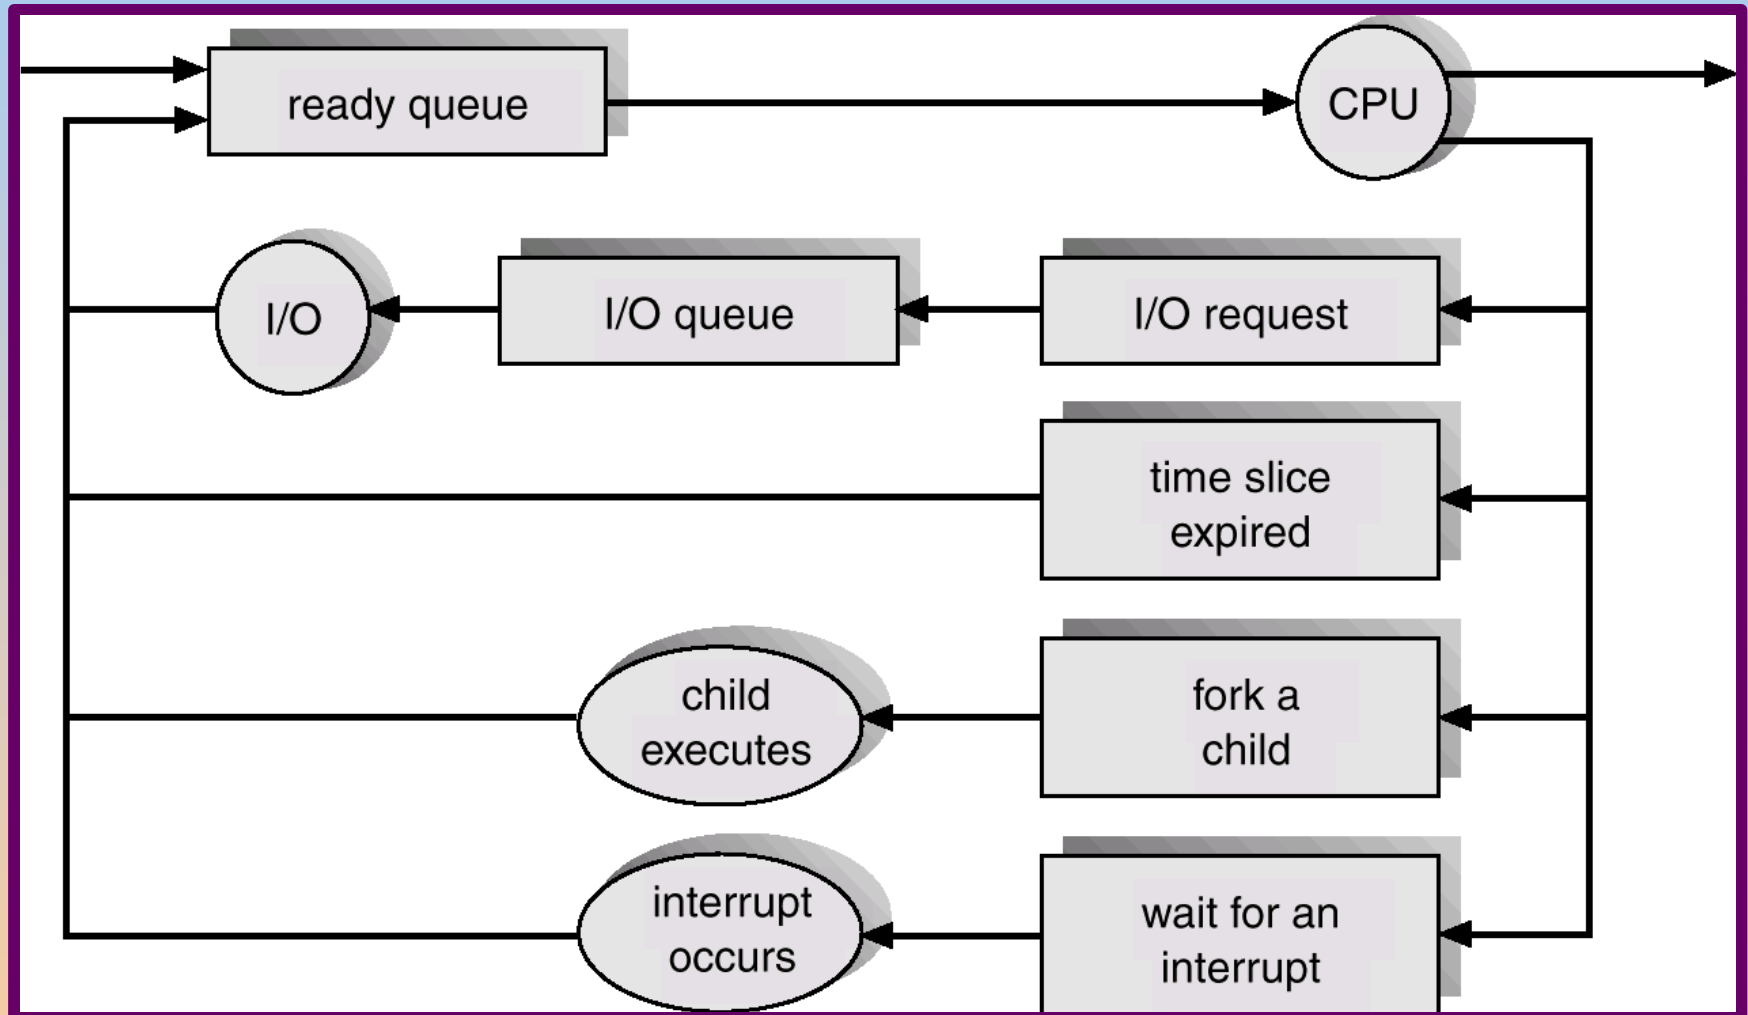 ready queue
CPU
I/O
I/O queue
I/O request
time slice
expired
child
executes
fork a
child
interrupt
occurs
wait for an
interrupt